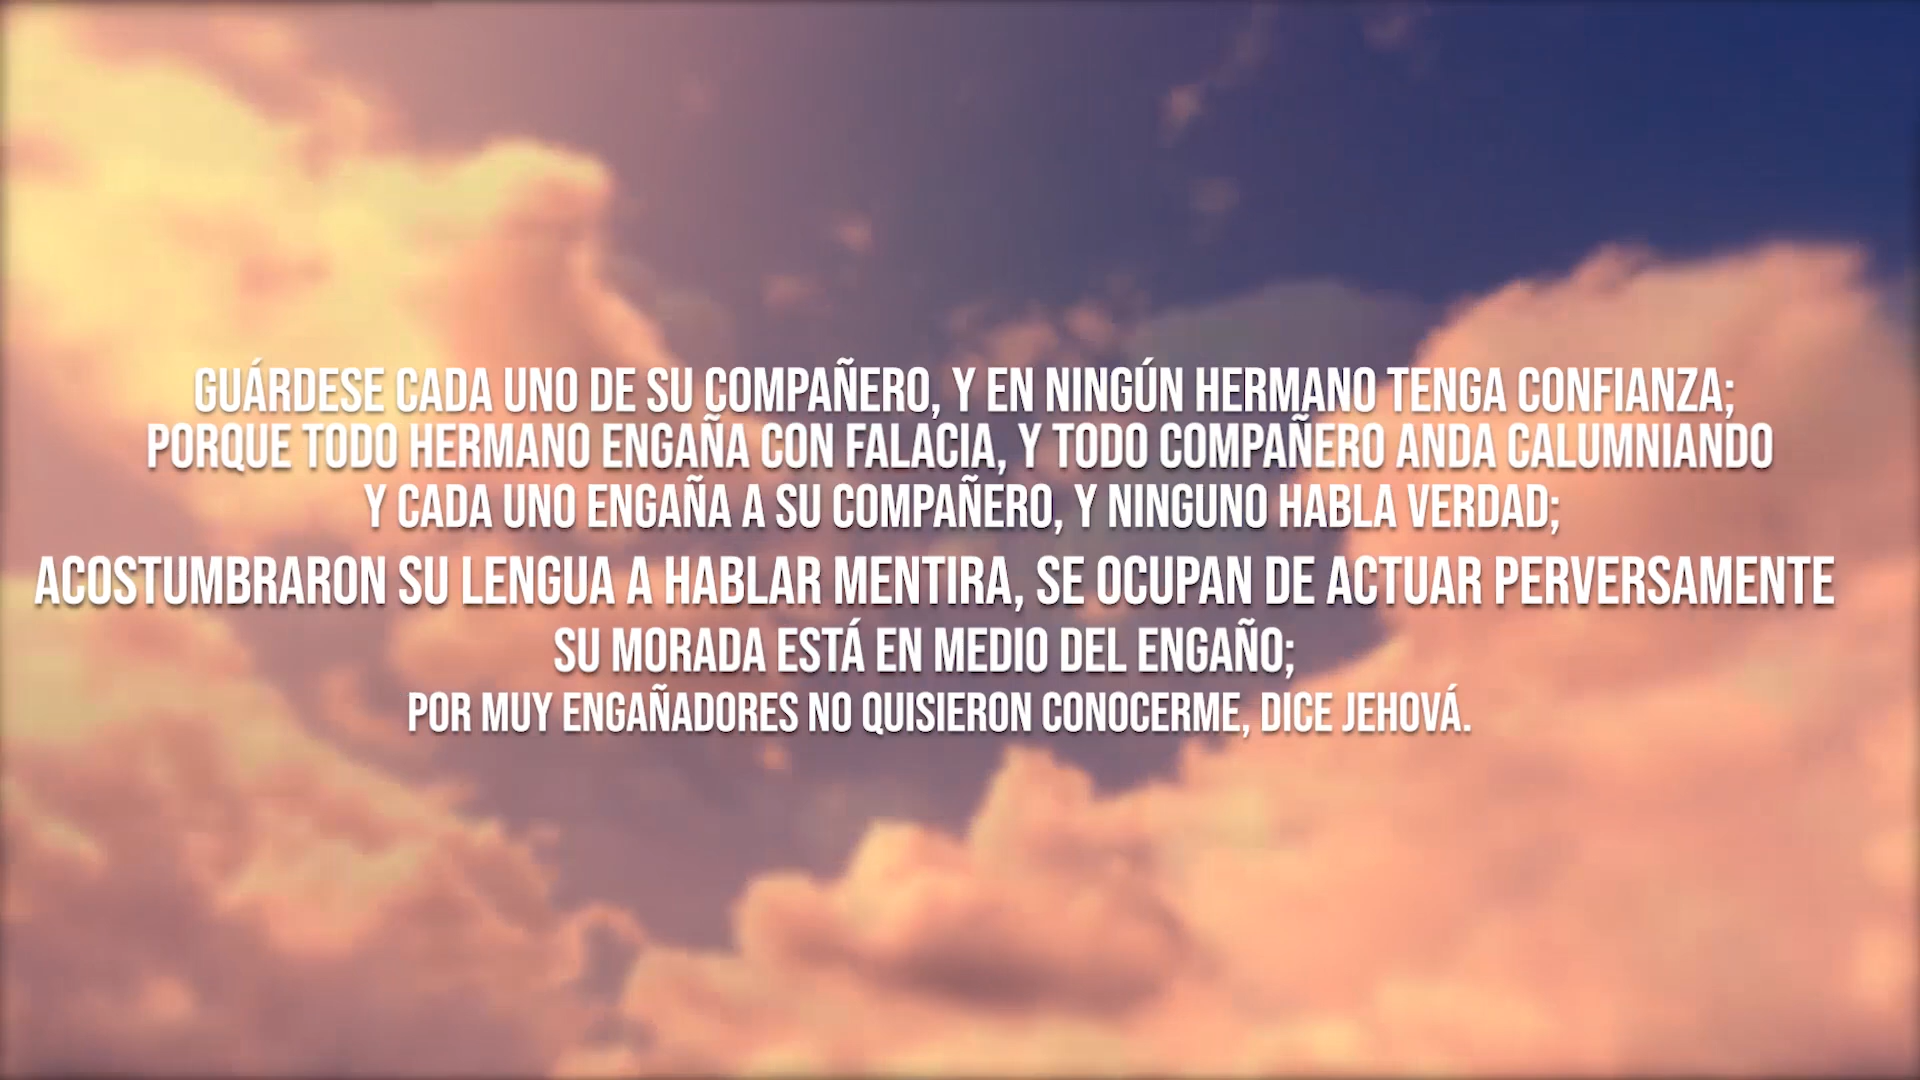 GUÁRDESE CADA UNO DE SU COMPAÑERO, Y EN NINGÚN HERMANO TENGA CONFIANZA;
PORQUE TODO HERMANO ENGAÑA CON FALACIA, Y TODO COMPAÑERO ANDA CALUMNIANDO
Y CADA UNO ENGAÑA A SU COMPAÑERO, Y NINGUNO HABLA VERDAD;
ACOSTUMBRARON SU LENGUA A HABLAR MENTIRA, SE OCUPAN DE ACTUAR PERVERSAMENTE
SU MORADA ESTÁ EN MEDIO DEL ENGAÑO;
POR MUY ENGAÑADORES NO QUISIERON CONOCERME, DICE JEHOVÁ.